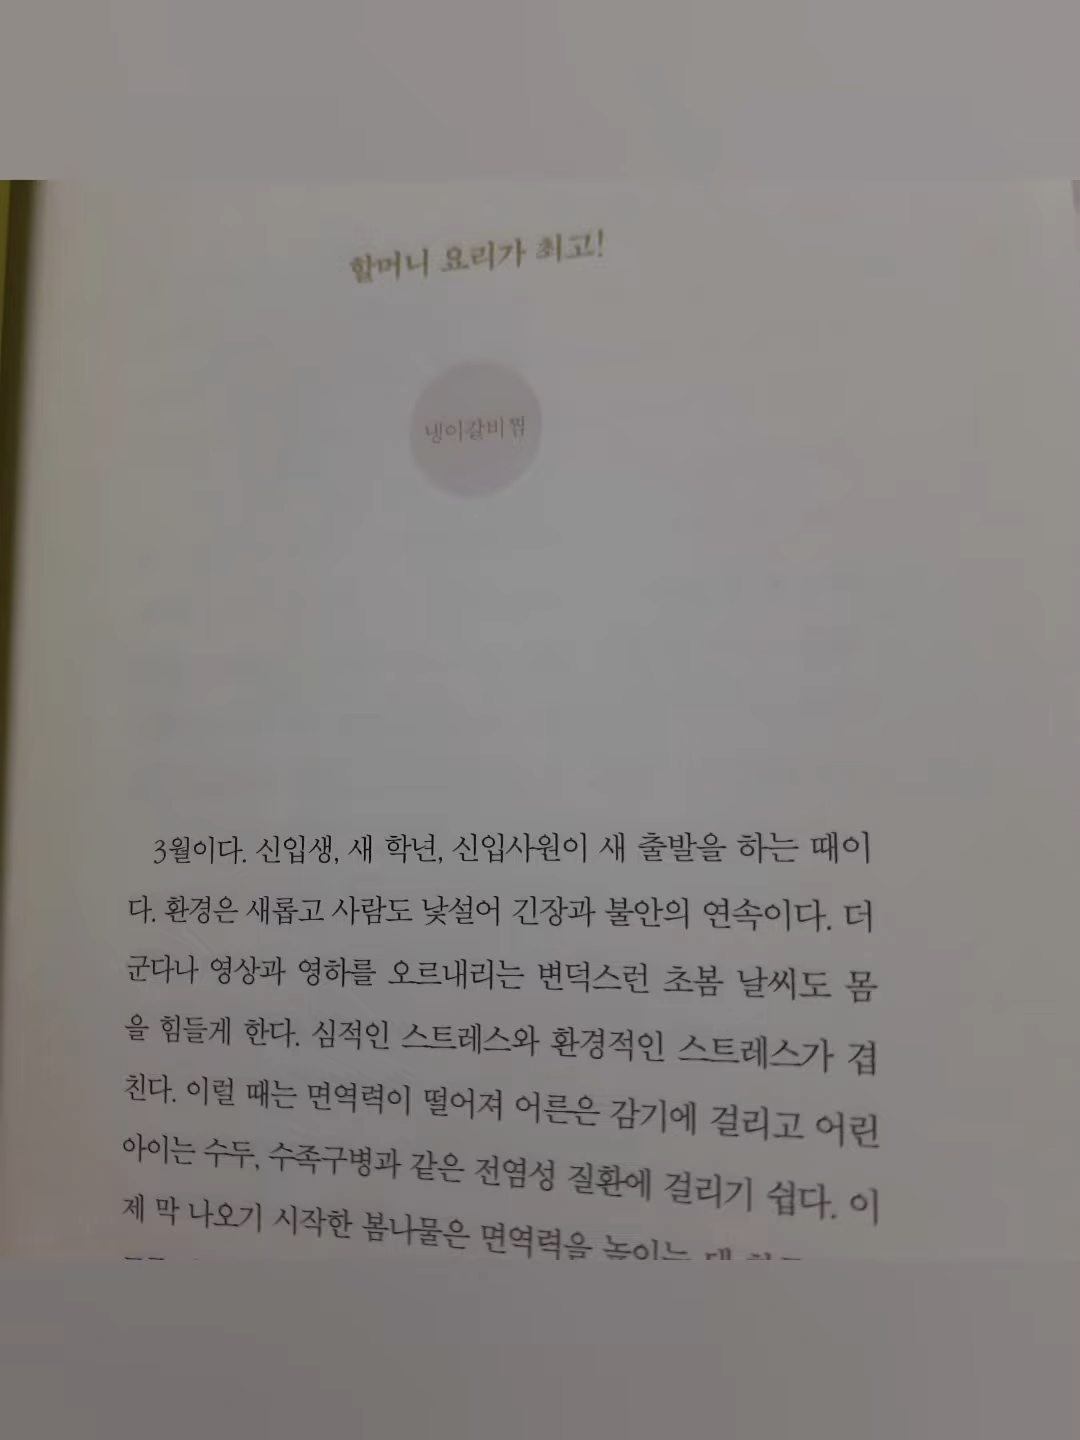 할머니 요리가 최고!
냉이갈비찜
3월이다. 신입생, 새 학년, 신입사원이 새 출발을 하는 때이
다. 환경은 새롭고 사람도 낯설어 긴장과 불안의 연속이다. 더
군다나 영상과 영하를 오르내리는 변덕스런 초봄 날씨도 몸
을 힘들게 한다. 심적인 스트레스와 환경적인 스트레스가 겹
친다. 이럴 때는 면역력이 떨어져 어른은 감기에 걸리고 어린
아이는 수두, 수족구병과 같은 전염성 질환에 걸리기 쉽다. 이
제 막 나오기 시작한 봄나물은 면역력을 높이는 데